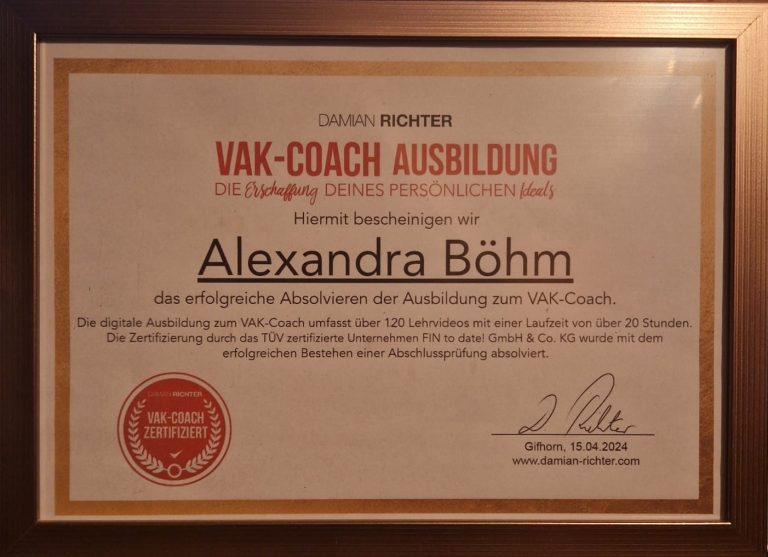 DAMIAN RICHTER
VAK-COACH AUSBILDUNG
DIE Erschaffung DEINES PERSÖNLICHEN Ideals
Hiermit bescheinigen wir
Alexandra Böhm
das erfolgreiche Absolvieren der Ausbildung zum VAK-Coach.
Die digitale Ausbildung zum VAK-Coach umfasst über 120 Lehrvideos mit einer Laufzeit von über 20 Stunden.
Die Zertifizierung durch das TÜV zertifizierte Unternehmen FIN to date! GmbH & Co. KG wurde mit dem
erfolgreichen Bestehen einer Abschlussprüfung absolviert.
DAMIAN RICHTER
VAK-COACH
ZERTIFIZIERT
D. Richter
Gifhorn, 15.04.2024
www.damian-richter.com